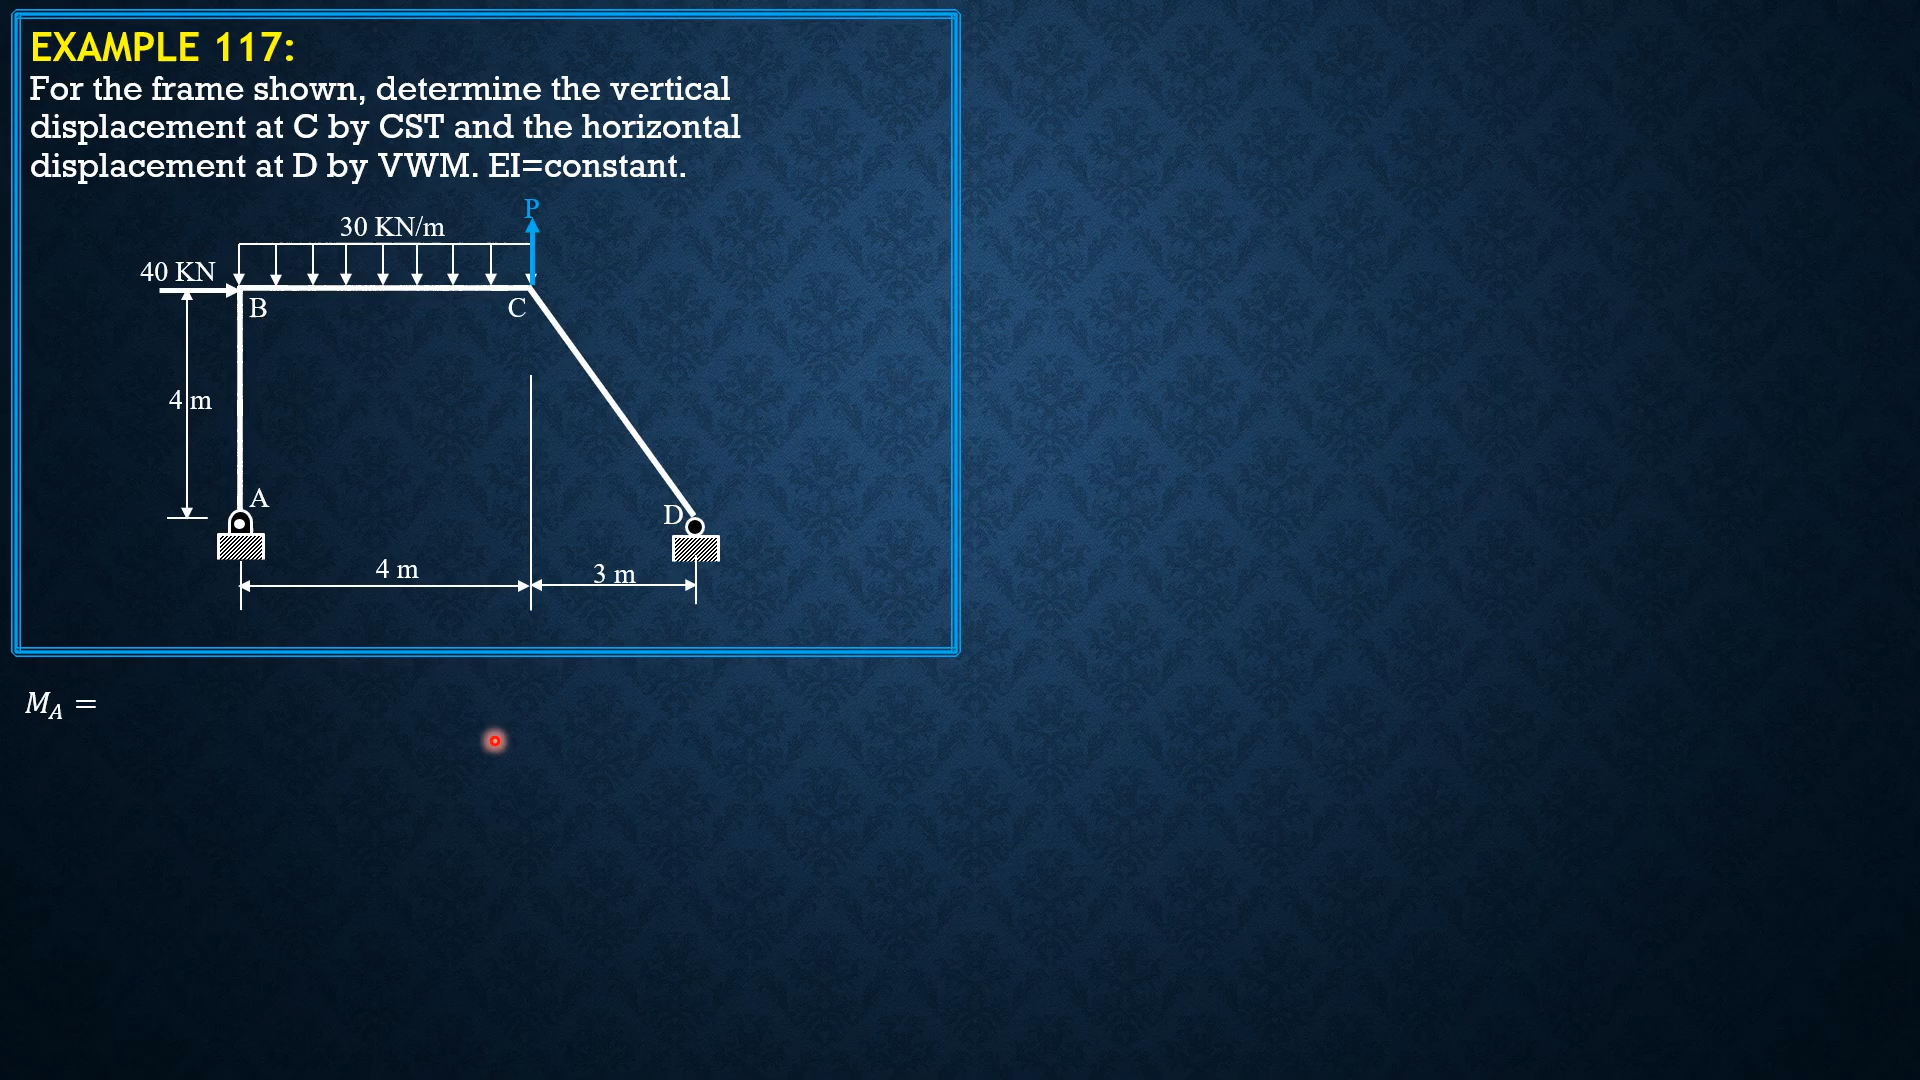 EXAMPLE 117:
For the frame shown, determine the vertical
displacement at C by CST and the horizontal
displacement at D by VWM. EI=constant.
P
30 KN/m
40 KN
B
C
4 m
A
D
4 m
3 m
M_A =